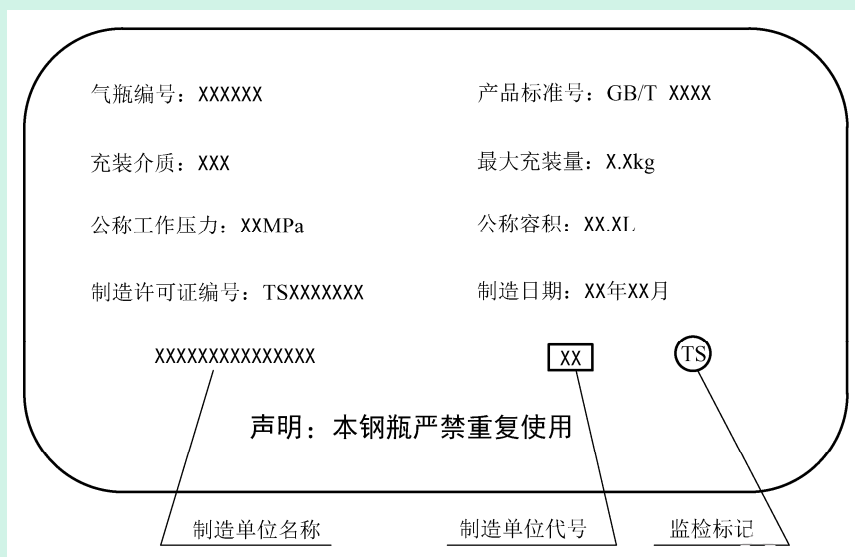 气瓶编号：XXXXXX 产品标准号：GB/T XXXX
充装介质：XXX 最大充装量：X.Xkg
公称工作压力：XXMPa 公称容积：XX.XL
制造许可证编号：TSXXXXXXX 制造日期：XX年XX月
XXXXXXXXXXXXXXX XX TS
声明：本钢瓶严禁重复使用
制造单位名称 制造单位代号 监检标记